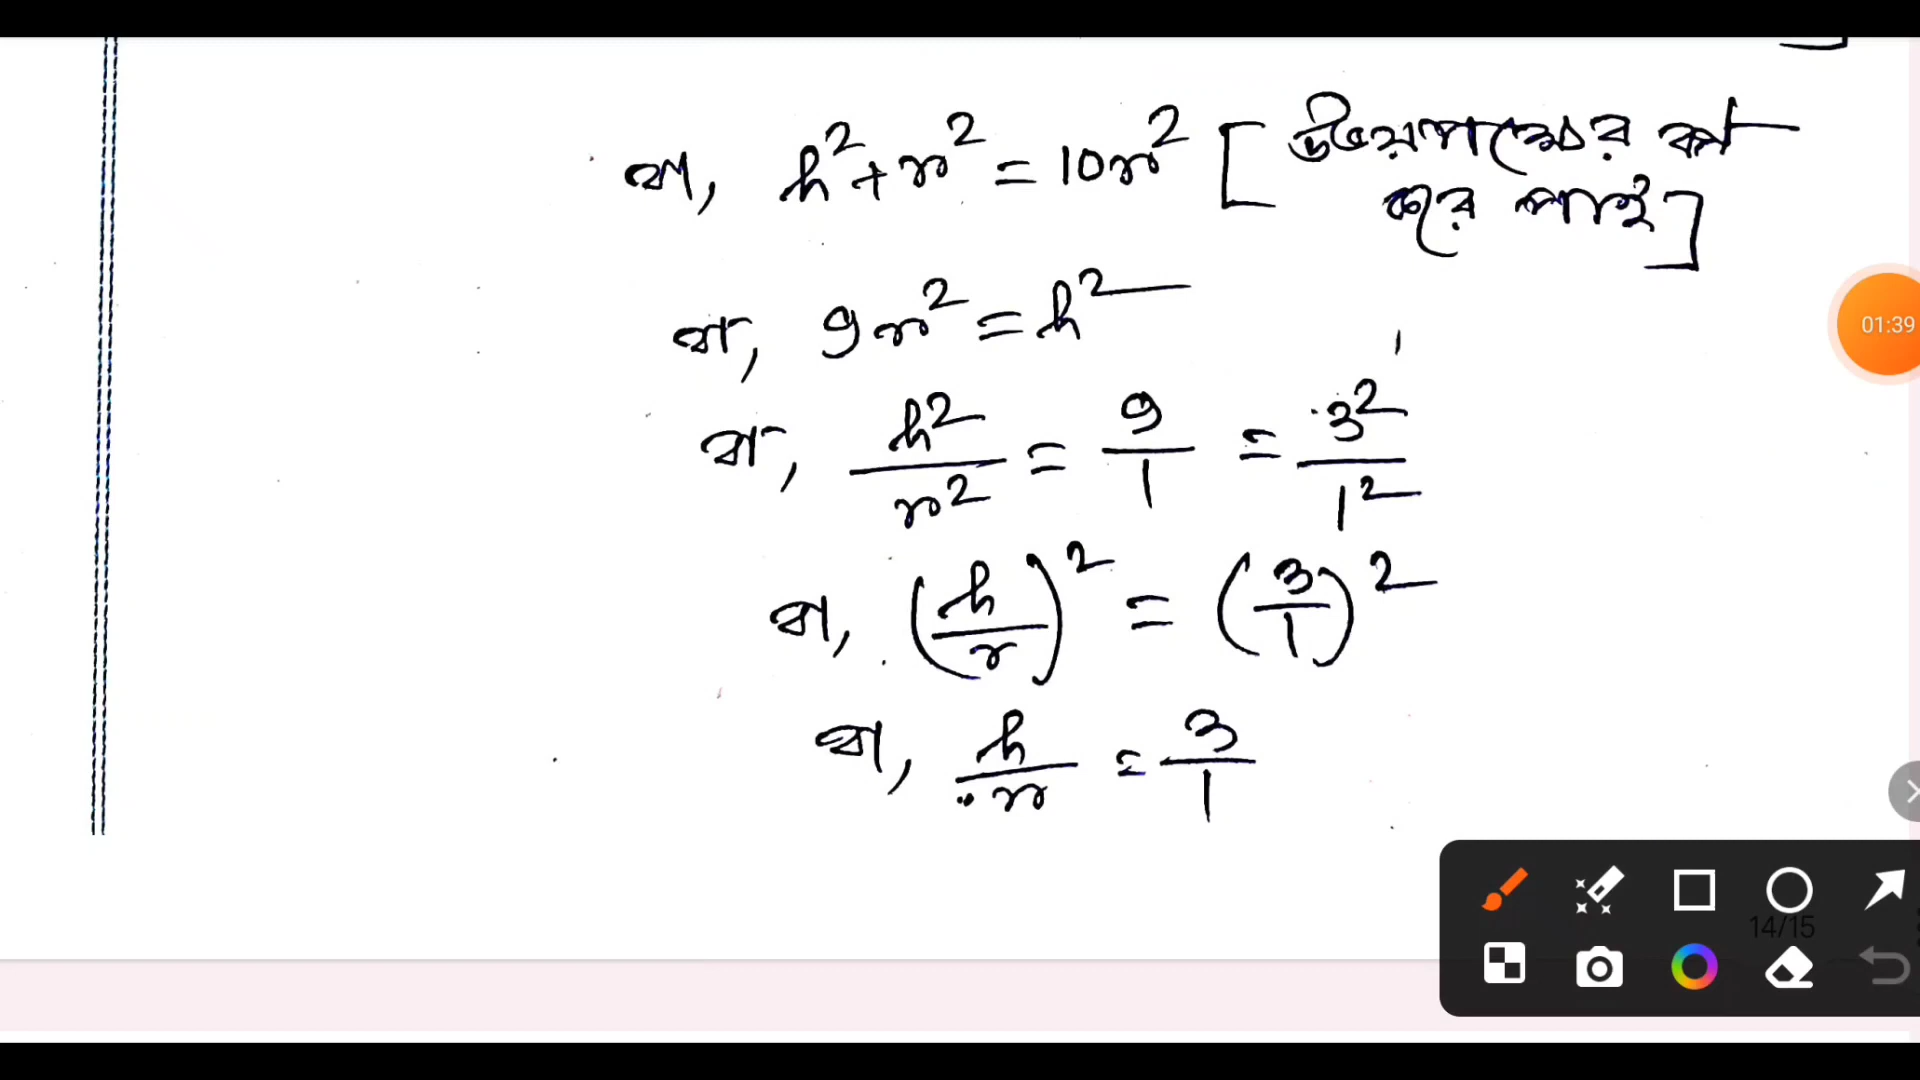 বা, h²+r²=10r² [উভয়পক্ষের বর্গ
করে পাই]
বা, 9r²=h²
বা, h²/r² = 9/1 = 3²/1²
বা, (h/r)² = (3/1)²
বা, h/r = 3/1
01:39
14/15